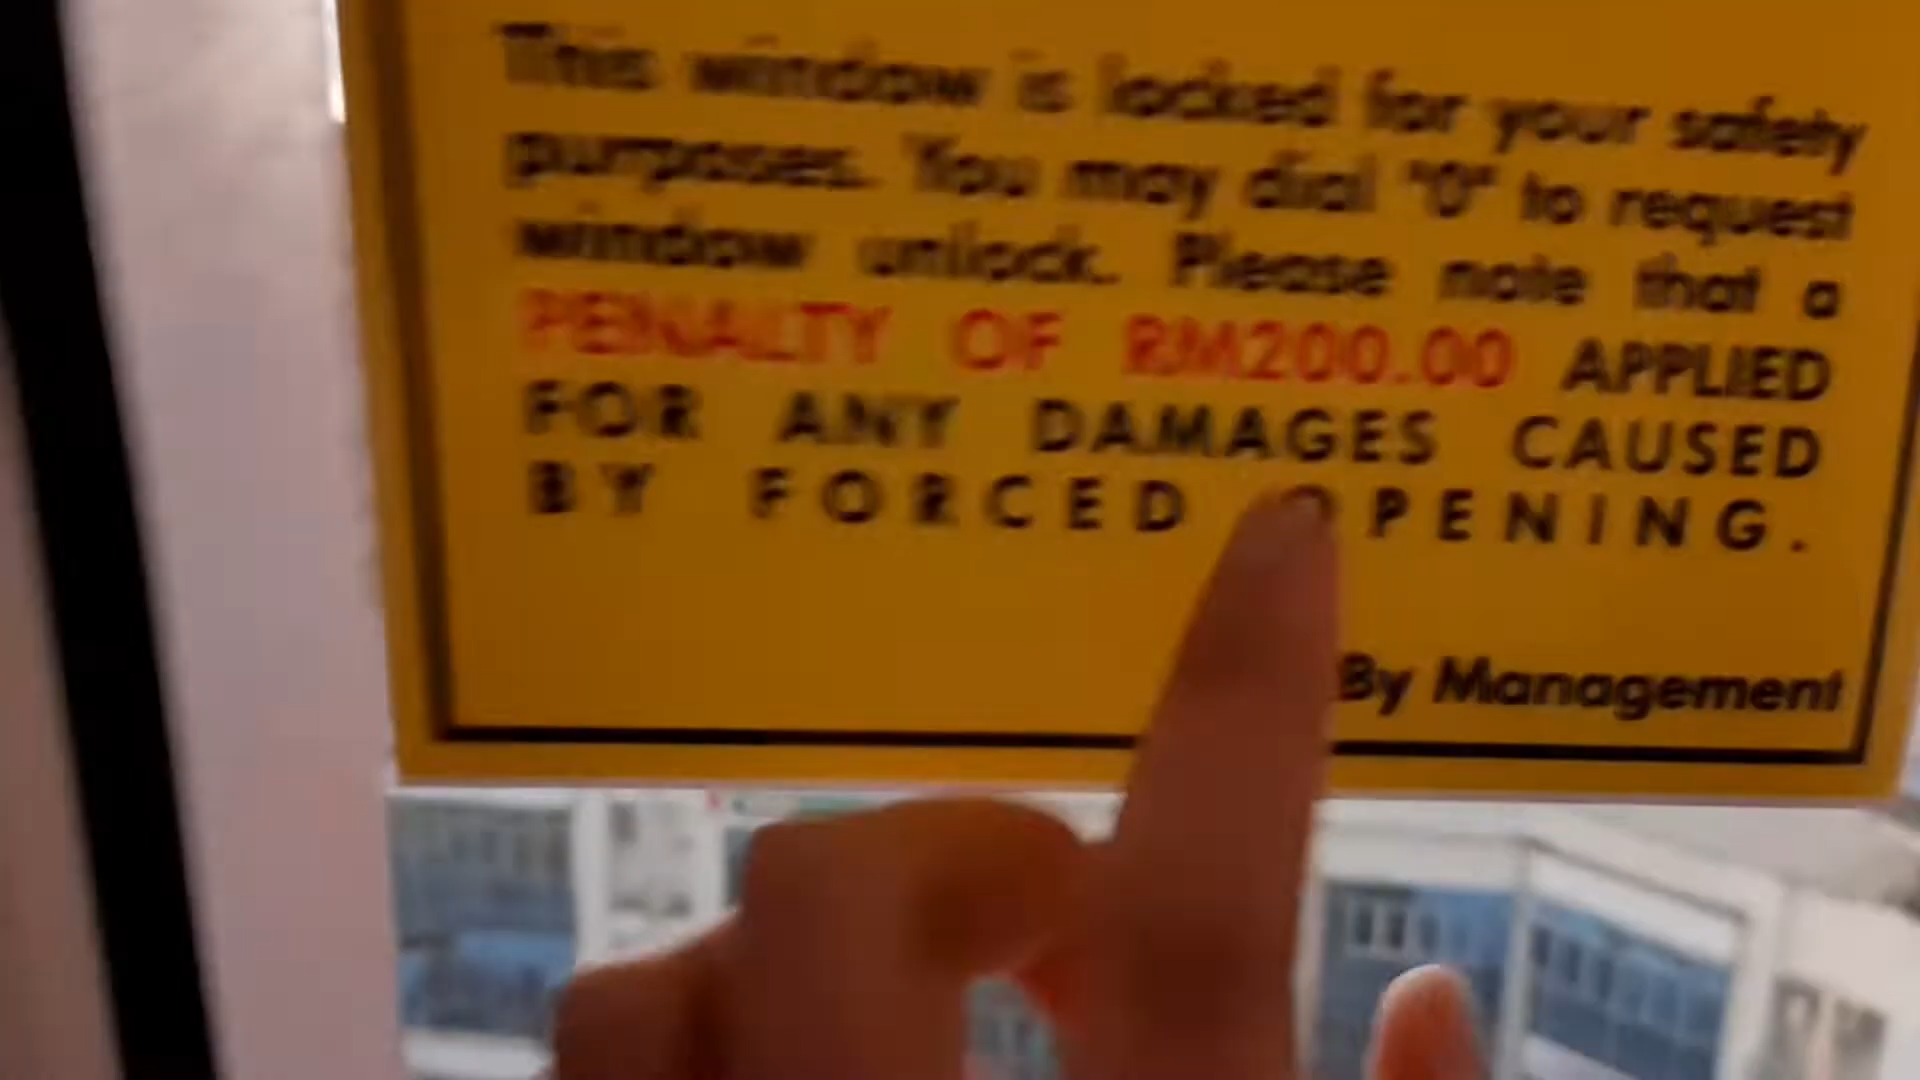 This window is locked for your safety
purposes. You may dial "0" to request
window unlock. Please note that a
PENALTY OF RM200.00 APPLIED
FOR ANY DAMAGES CAUSED
BY FORCED OPENING.
By Management